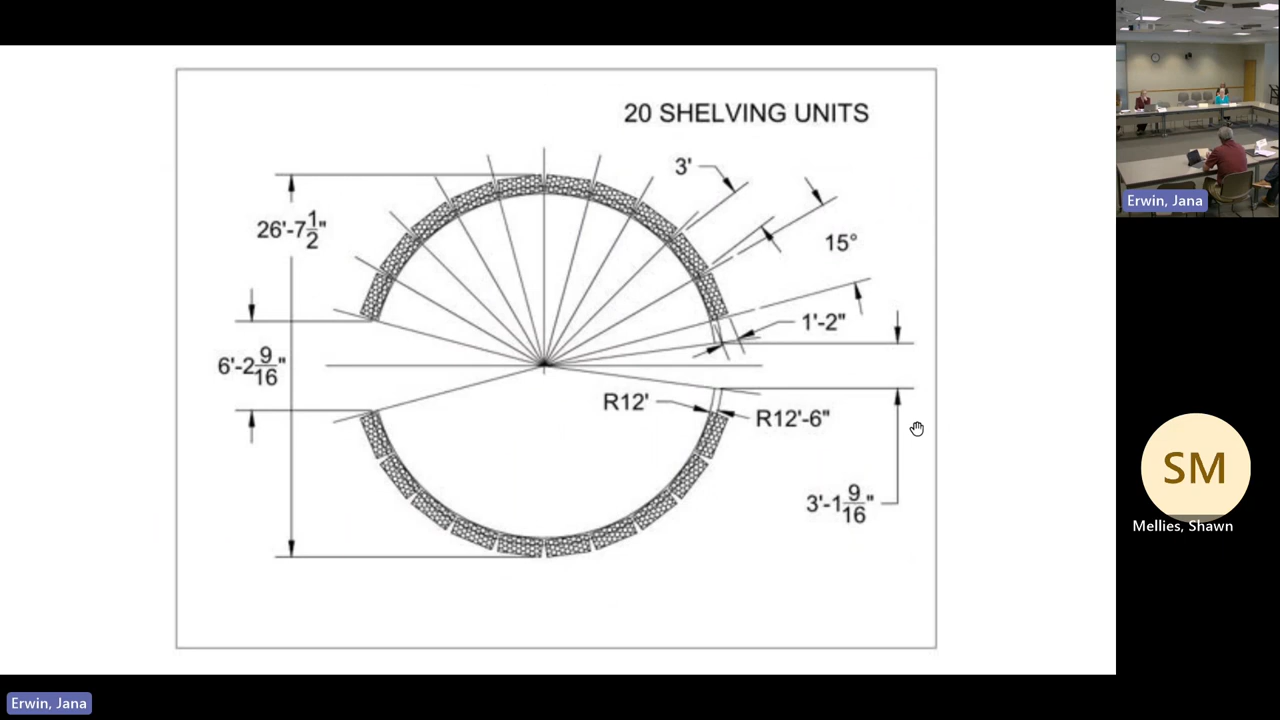 20 SHELVING UNITS
3'
26'-7 1/2"
15°
1'-2"
6'-2 9/16"
R12'
R12'-6"
3'-1 9/16"
Erwin, Jana
SM
Mellies, Shawn
Erwin, Jana